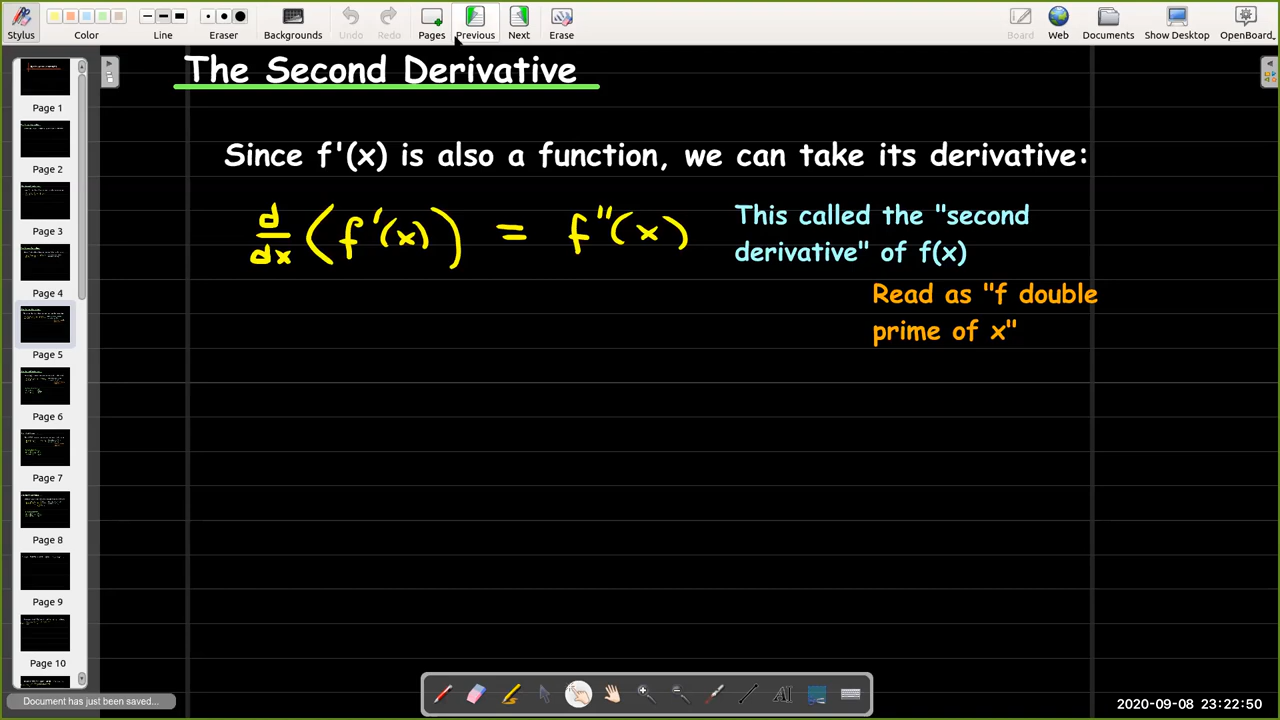 Stylus
Color
Line
Eraser
Backgrounds
Undo
Redo
Pages
Previous
Next
Erase
Board
Web
Documents
Show Desktop
OpenBoard
The Second Derivative
Since f'(x) is also a function, we can take its derivative:
d/dx (f'(x)) = f''(x)
This called the "second
derivative" of f(x)
Read as "f double
prime of x"
Page 1
Page 2
Page 3
Page 4
Page 5
Page 6
Page 7
Page 8
Page 9
Page 10
Document has just been saved...
AI
2020-09-08 23:22:50